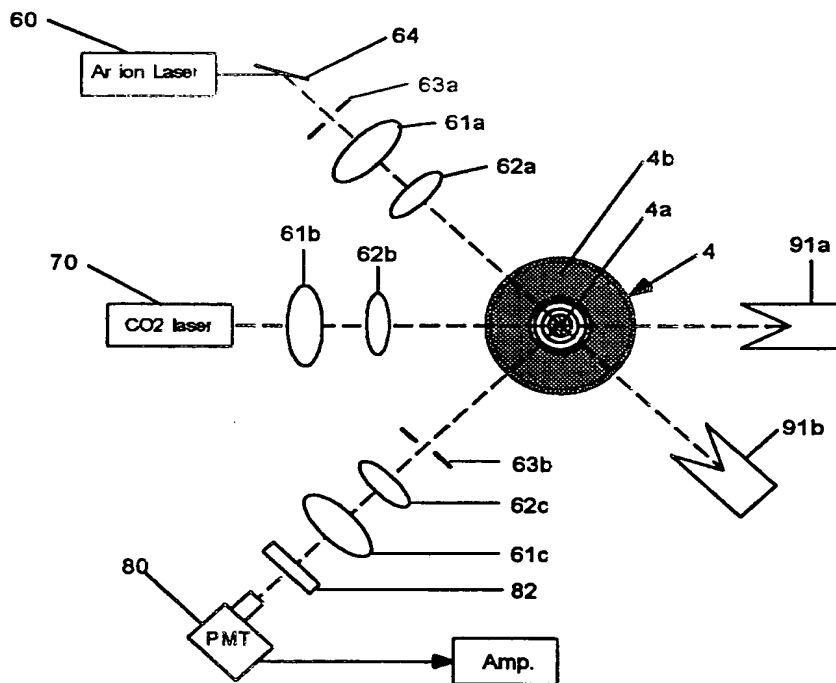 60
64
Ar ion Laser
63a
61a
4b
62a
4a
61b
62b
4
91a
70
CO2 laser
91b
63b
62c
61c
80
82
PMT
Amp.